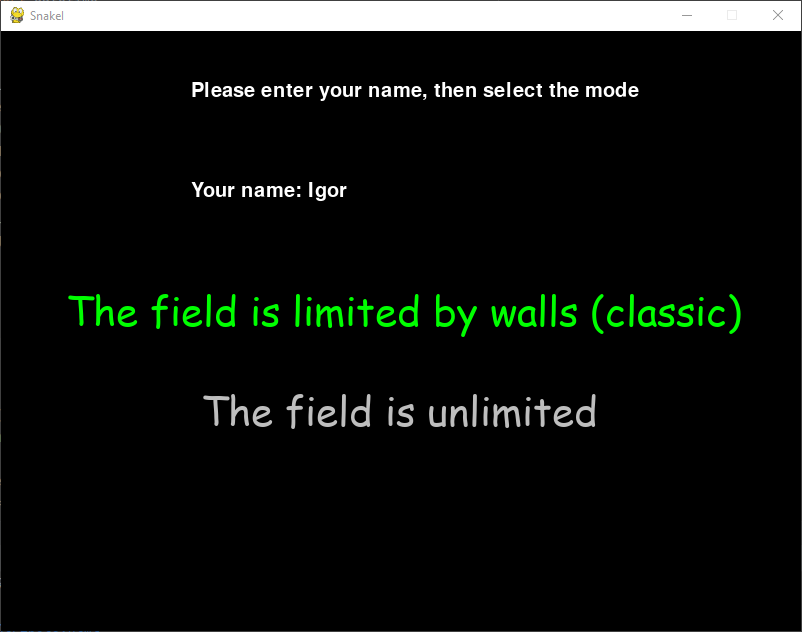 Snakel
Please enter your name, then select the mode
Your name: Igor
The field is limited by walls (classic)
The field is unlimited